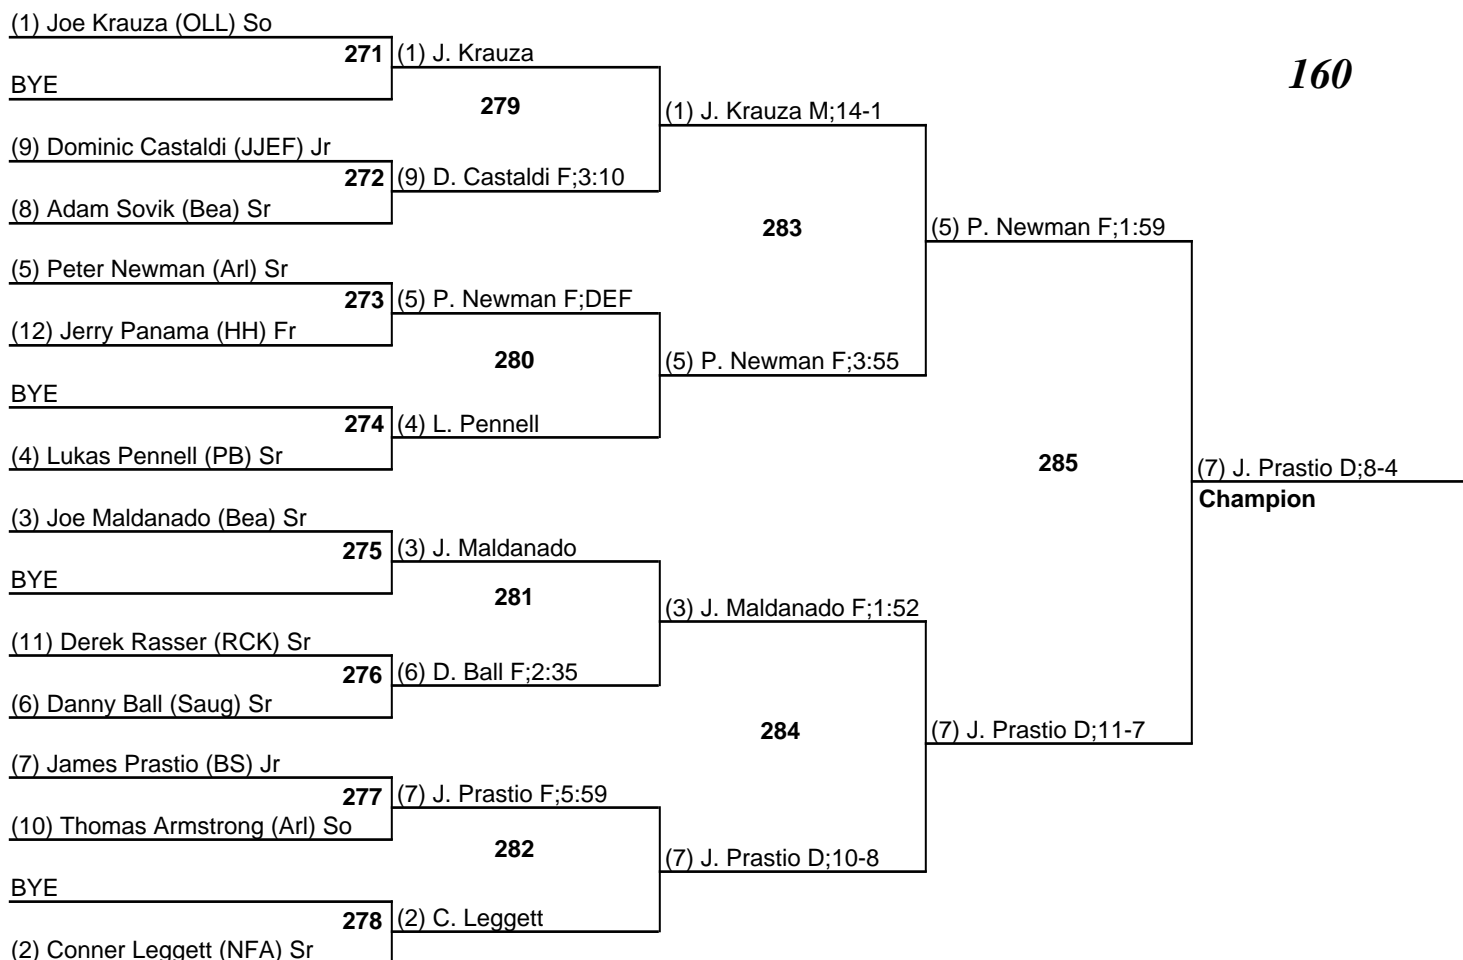 (1) Joe Krauza (OLL) So
271
(1) J. Krauza
160
BYE
279
(1) J. Krauza M;14-1
(9) Dominic Castaldi (JJEF) Jr
272
(9) D. Castaldi F;3:10
(8) Adam Sovik (Bea) Sr
283
(5) P. Newman F;1:59
(5) Peter Newman (Arl) Sr
273
(5) P. Newman F;DEF
(12) Jerry Panama (HH) Fr
280
(5) P. Newman F;3:55
BYE
274
(4) L. Pennell
(4) Lukas Pennell (PB) Sr
285
(7) J. Prastio D;8-4
Champion
(3) Joe Maldanado (Bea) Sr
275
(3) J. Maldanado
BYE
281
(3) J. Maldanado F;1:52
(11) Derek Rasser (RCK) Sr
276
(6) D. Ball F;2:35
(6) Danny Ball (Saug) Sr
284
(7) J. Prastio D;11-7
(7) James Prastio (BS) Jr
277
(7) J. Prastio F;5:59
(10) Thomas Armstrong (Arl) So
282
(7) J. Prastio D;10-8
BYE
278
(2) C. Leggett
(2) Conner Leggett (NFA) Sr